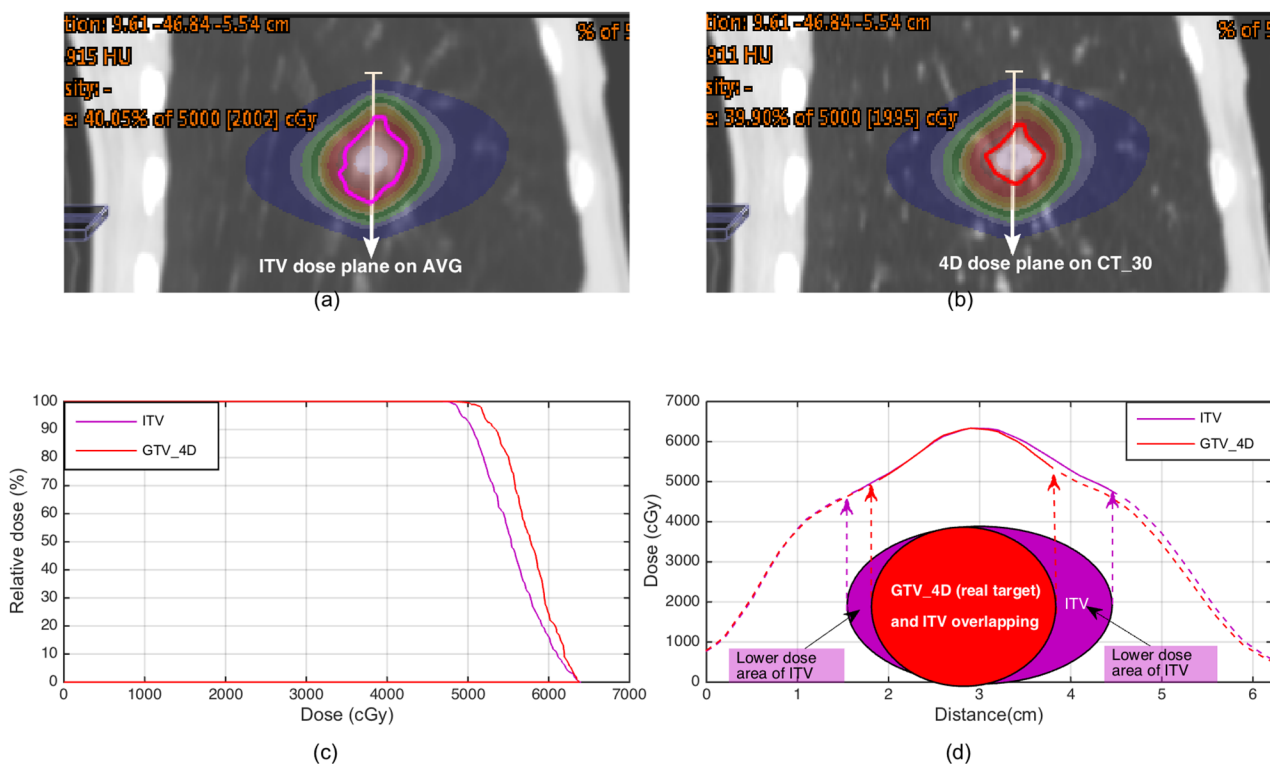 tion: 9.61 -46.84 -5.54 cm
% of 5
915 HU
sity: -
e: 40.05% of 5000 [2002] cGy
ITV dose plane on AVG
(a)
tion: 9.61 -46.84 -5.54 cm
% of 5
911 HU
sity: -
e: 39.90% of 5000 [1995] cGy
4D dose plane on CT_30
(b)
100
90
80
70
60
50
40
30
20
10
0
Relative dose (%)
ITV
GTV_4D
0
1000
2000
3000
4000
5000
6000
7000
Dose (cGy)
(c)
7000
6000
5000
4000
3000
2000
1000
0
Dose (cGy)
ITV
GTV_4D
GTV_4D (real target)
and ITV overlapping
ITV
Lower dose
area of ITV
Lower dose
area of ITV
0
1
2
3
4
5
6
Distance(cm)
(d)